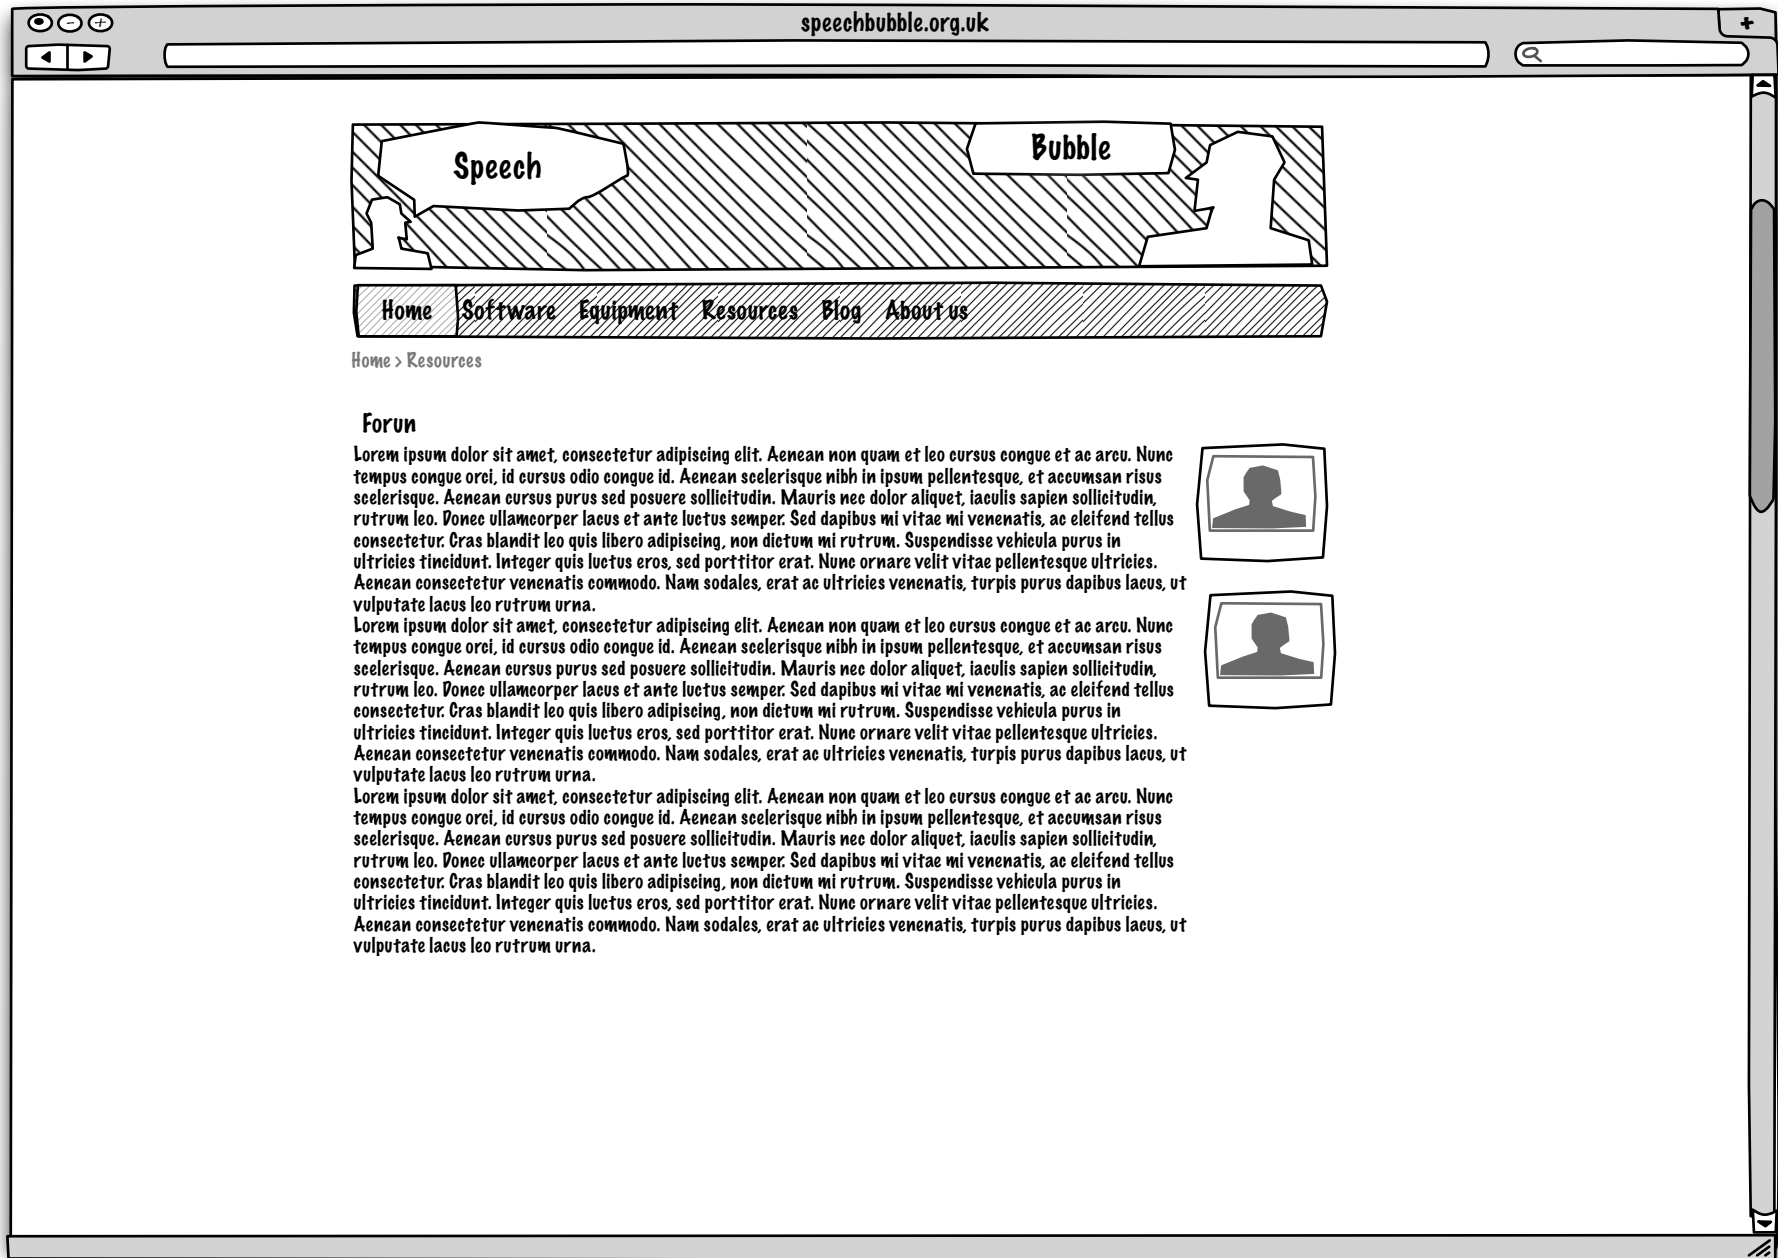 speechbubble.org.uk
Speech
Bubble
Home Software Equipment Resources Blog About us
Home > Resources
Forun
Lorem ipsum dolor sit amet, consectetur adipiscing elit. Aenean non quam et leo cursus congue et ac arcu. Nunc
tempus congue orci, id cursus odio congue id. Aenean scelerisque nibh in ipsum pellentesque, et accumsan risus
scelerisque. Aenean cursus purus sed posuere sollicitudin. Mauris nec dolor aliquet, iaculis sapien sollicitudin,
rutrum leo. Donec ullamcorper lacus et ante luctus semper. Sed dapibus mi vitae mi venenatis, ac eleifend tellus
consectetur. Cras blandit leo quis libero adipiscing, non dictum mi rutrum. Suspendisse vehicula purus in
ultricies tincidunt. Integer quis luctus eros, sed porttitor erat. Nunc ornare velit vitae pellentesque ultricies.
Aenean consectetur venenatis commodo. Nam sodales, erat ac ultricies venenatis, turpis purus dapibus lacus, ut
vulputate lacus leo rutrum urna.
Lorem ipsum dolor sit amet, consectetur adipiscing elit. Aenean non quam et leo cursus congue et ac arcu. Nunc
tempus congue orci, id cursus odio congue id. Aenean scelerisque nibh in ipsum pellentesque, et accumsan risus
scelerisque. Aenean cursus purus sed posuere sollicitudin. Mauris nec dolor aliquet, iaculis sapien sollicitudin,
rutrum leo. Donec ullamcorper lacus et ante luctus semper. Sed dapibus mi vitae mi venenatis, ac eleifend tellus
consectetur. Cras blandit leo quis libero adipiscing, non dictum mi rutrum. Suspendisse vehicula purus in
ultricies tincidunt. Integer quis luctus eros, sed porttitor erat. Nunc ornare velit vitae pellentesque ultricies.
Aenean consectetur venenatis commodo. Nam sodales, erat ac ultricies venenatis, turpis purus dapibus lacus, ut
vulputate lacus leo rutrum urna.
Lorem ipsum dolor sit amet, consectetur adipiscing elit. Aenean non quam et leo cursus congue et ac arcu. Nunc
tempus congue orci, id cursus odio congue id. Aenean scelerisque nibh in ipsum pellentesque, et accumsan risus
scelerisque. Aenean cursus purus sed posuere sollicitudin. Mauris nec dolor aliquet, iaculis sapien sollicitudin,
rutrum leo. Donec ullamcorper lacus et ante luctus semper. Sed dapibus mi vitae mi venenatis, ac eleifend tellus
consectetur. Cras blandit leo quis libero adipiscing, non dictum mi rutrum. Suspendisse vehicula purus in
ultricies tincidunt. Integer quis luctus eros, sed porttitor erat. Nunc ornare velit vitae pellentesque ultricies.
Aenean consectetur venenatis commodo. Nam sodales, erat ac ultricies venenatis, turpis purus dapibus lacus, ut
vulputate lacus leo rutrum urna.